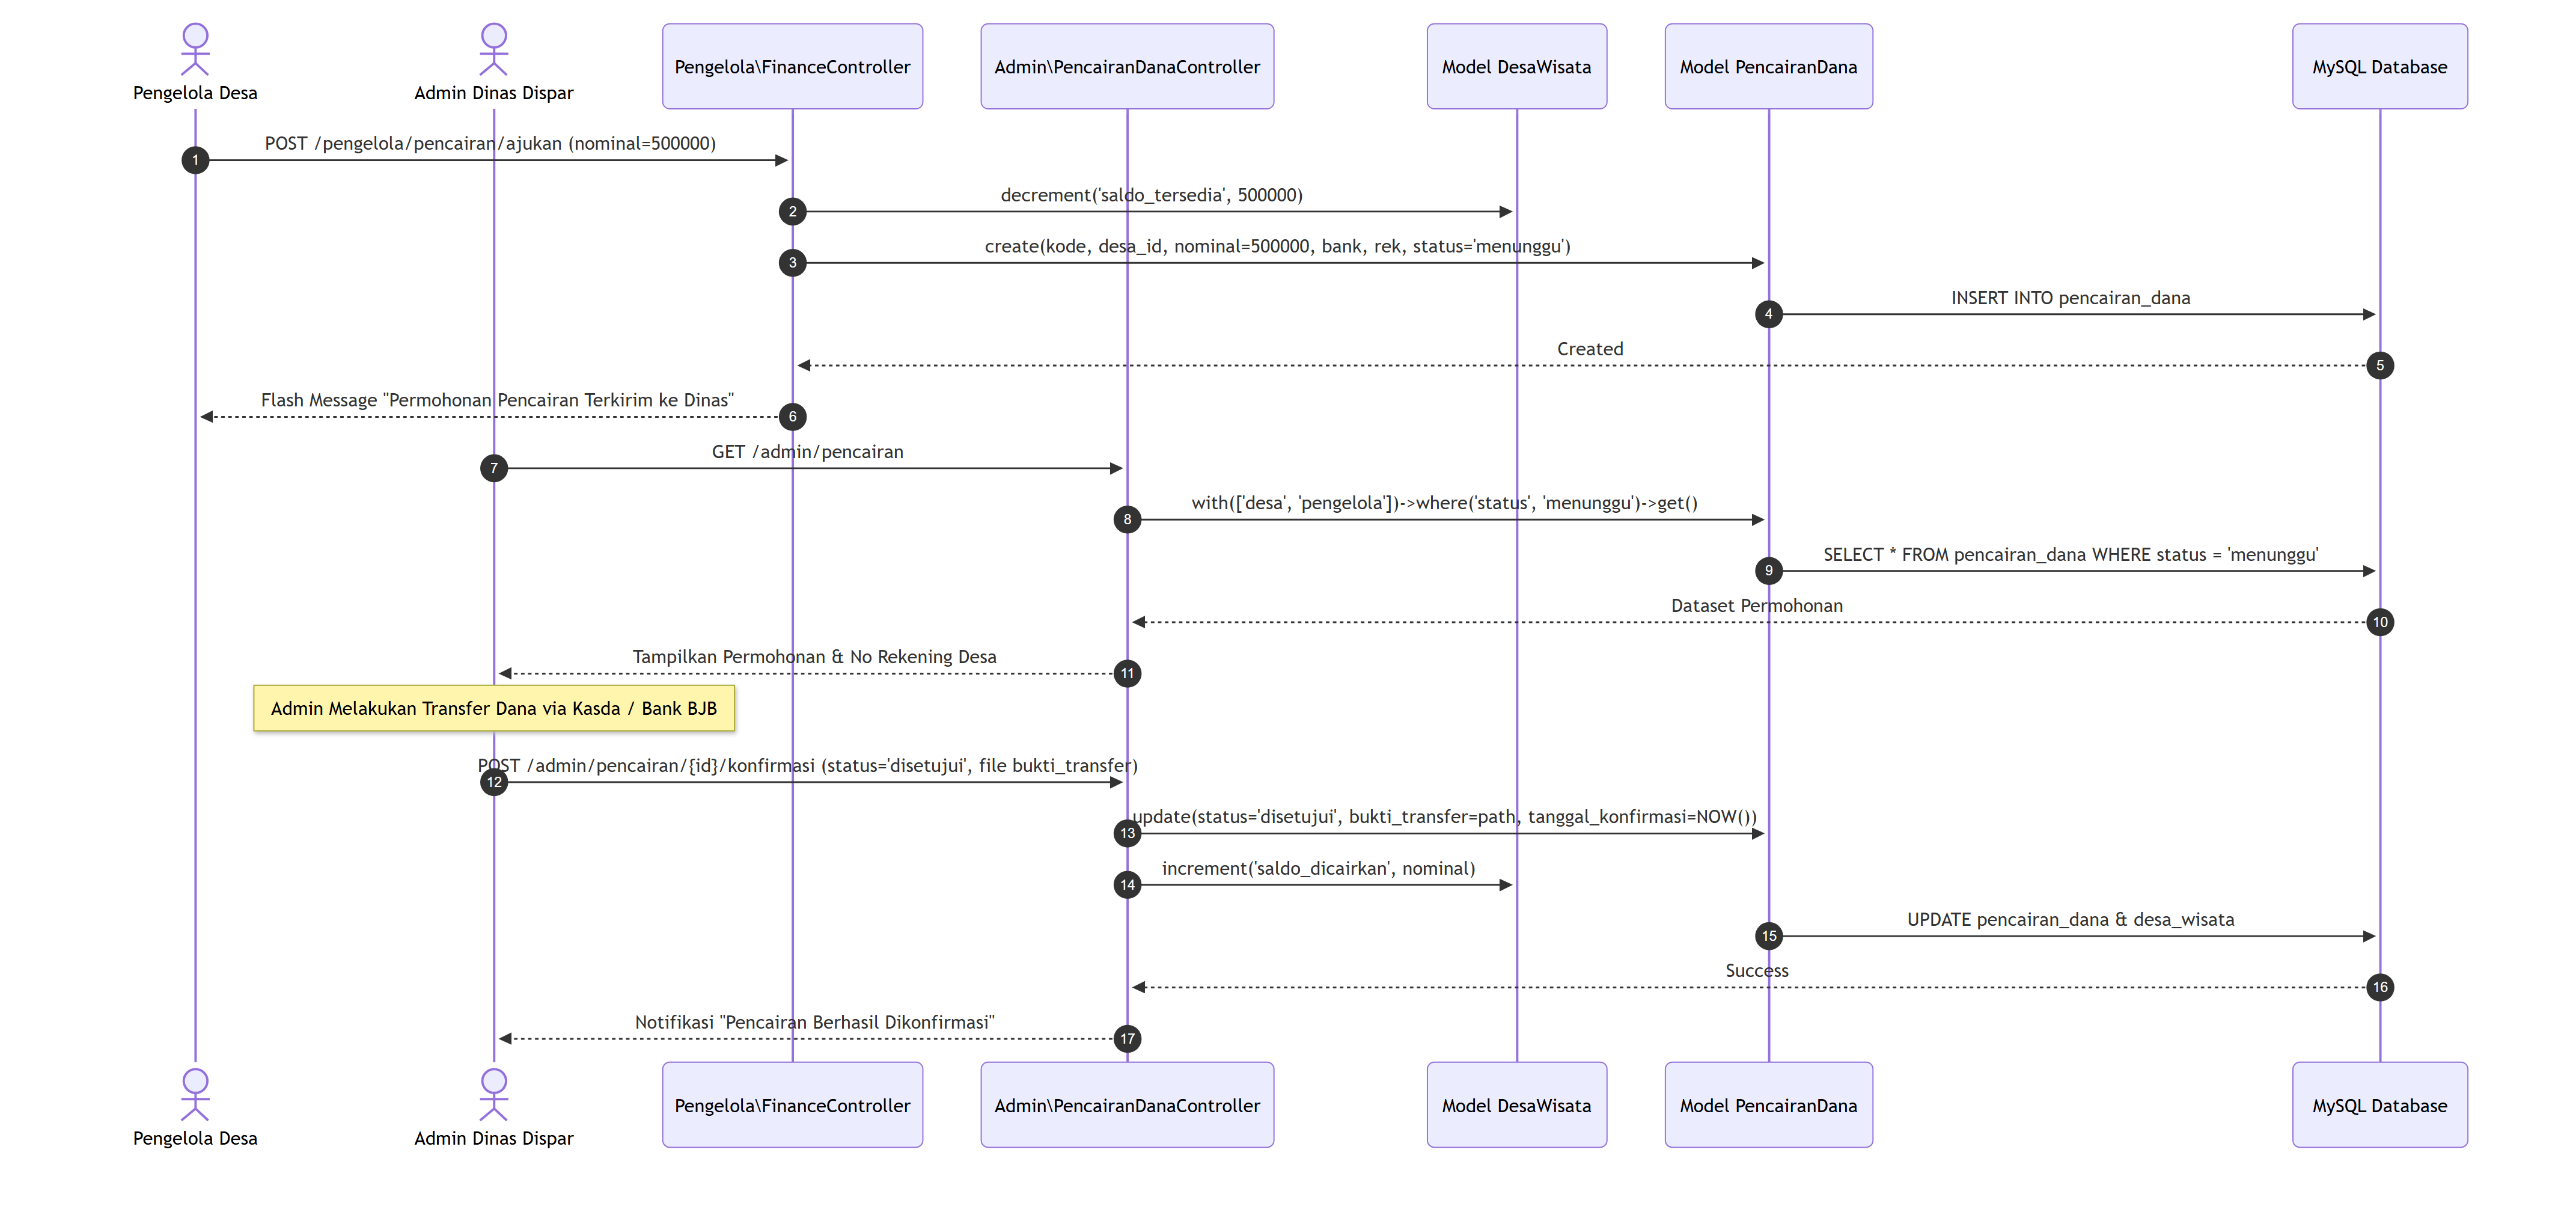 Pengelola Desa
Admin Dinas Dispar
Pengelola\FinanceController
Admin\PencairanDanaController
Model DesaWisata
Model PencairanDana
MySQL Database
POST /pengelola/pencairan/ajukan (nominal=500000)
1
decrement('saldo_tersedia', 500000)
2
create(kode, desa_id, nominal=500000, bank, rek, status='menunggu')
3
INSERT INTO pencairan_dana
4
Created
5
Flash Message "Permohonan Pencairan Terkirim ke Dinas"
6
GET /admin/pencairan
7
with(['desa', 'pengelola'])->where('status', 'menunggu')->get()
8
SELECT * FROM pencairan_dana WHERE status = 'menunggu'
9
Dataset Permohonan
10
Tampilkan Permohonan & No Rekening Desa
11
Admin Melakukan Transfer Dana via Kasda / Bank BJB
POST /admin/pencairan/{id}/konfirmasi (status='disetujui', file bukti_transfer)
12
update(status='disetujui', bukti_transfer=path, tanggal_konfirmasi=NOW())
13
increment('saldo_dicairkan', nominal)
14
UPDATE pencairan_dana & desa_wisata
15
Success
16
Notifikasi "Pencairan Berhasil Dikonfirmasi"
17
Pengelola Desa
Admin Dinas Dispar
Pengelola\FinanceController
Admin\PencairanDanaController
Model DesaWisata
Model PencairanDana
MySQL Database